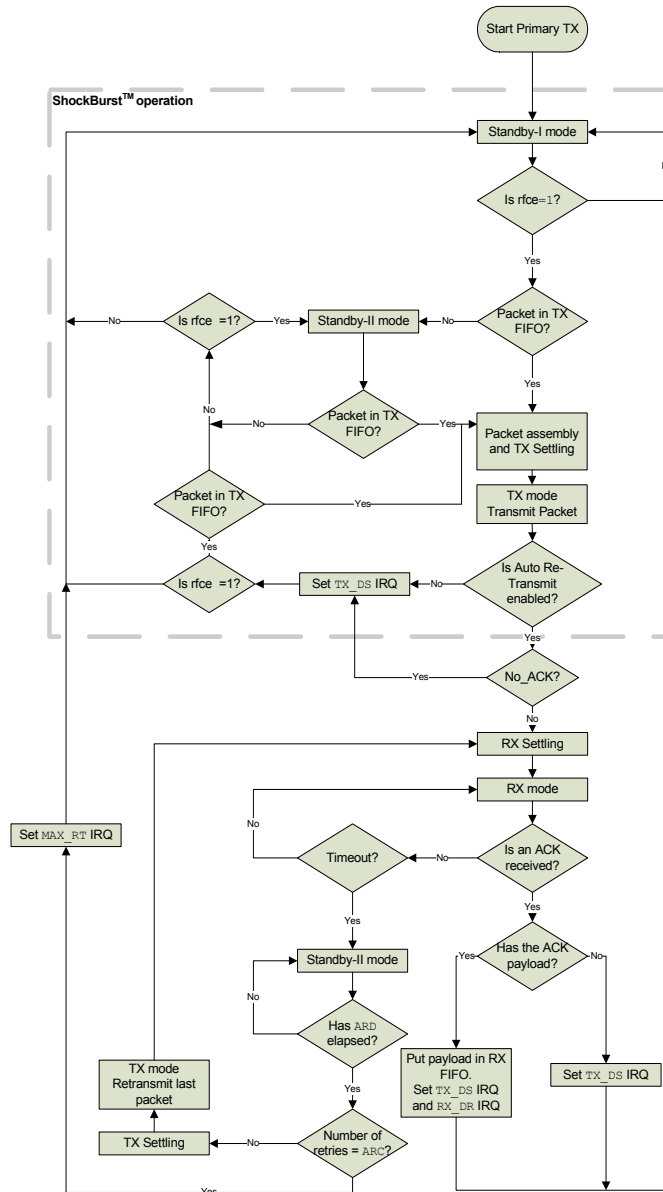 Start Primary TX
ShockBurst™ operation
Standby-I mode
Is rfce=1?
Yes
No
Is rfce =1?
Yes
Standby-II mode
No
Packet in TX
FIFO?
Yes
No
Packet in TX
FIFO?
No
Yes
Packet assembly
and TX Settling
Packet in TX
FIFO?
Yes
TX mode
Transmit Packet
Yes
Is rfce =1?
Set TX_DS IRQ
No
Is Auto Re-
Transmit
enabled?
Yes
Yes
No_ACK?
No
RX Settling
RX mode
No
Set MAX_RT IRQ
Timeout?
No
Is an ACK
received?
Yes
Yes
Standby-II mode
Yes
Has the ACK
payload?
No
No
Has ARD
elapsed?
TX mode
Retransmit last
packet
Put payload in RX
FIFO.
Set TX_DS IRQ
and RX_DR IRQ
Set TX_DS IRQ
Yes
TX Settling
No
Number of
retries = ARC?
Yes